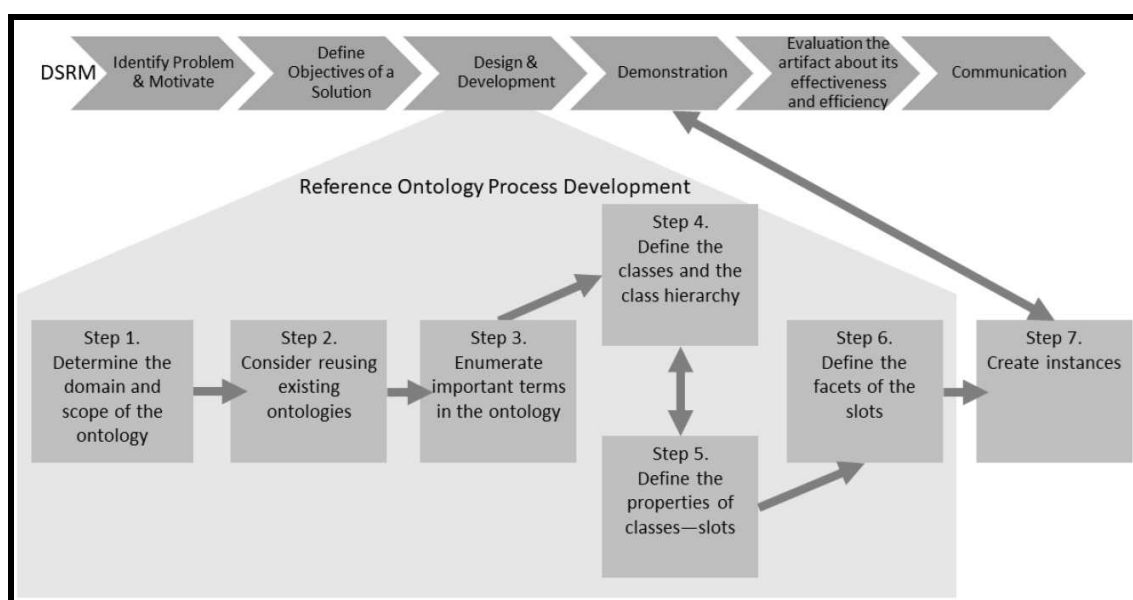 DSRM
Identify Problem
& Motivate
Define
Objectives of a
Solution
Design &
Development
Demonstration
Evaluation the
artifact about its
effectiveness
and efficiency
Communication
Reference Ontology Process Development
Step 1.
Determine the
domain and
scope of the
ontology
Step 2.
Consider reusing
existing
ontologies
Step 3.
Enumerate
important terms
in the ontology
Step 4.
Define the
classes and the
class hierarchy
Step 5.
Define the
properties of
classes—slots
Step 6.
Define the
facets of the
slots
Step 7.
Create instances